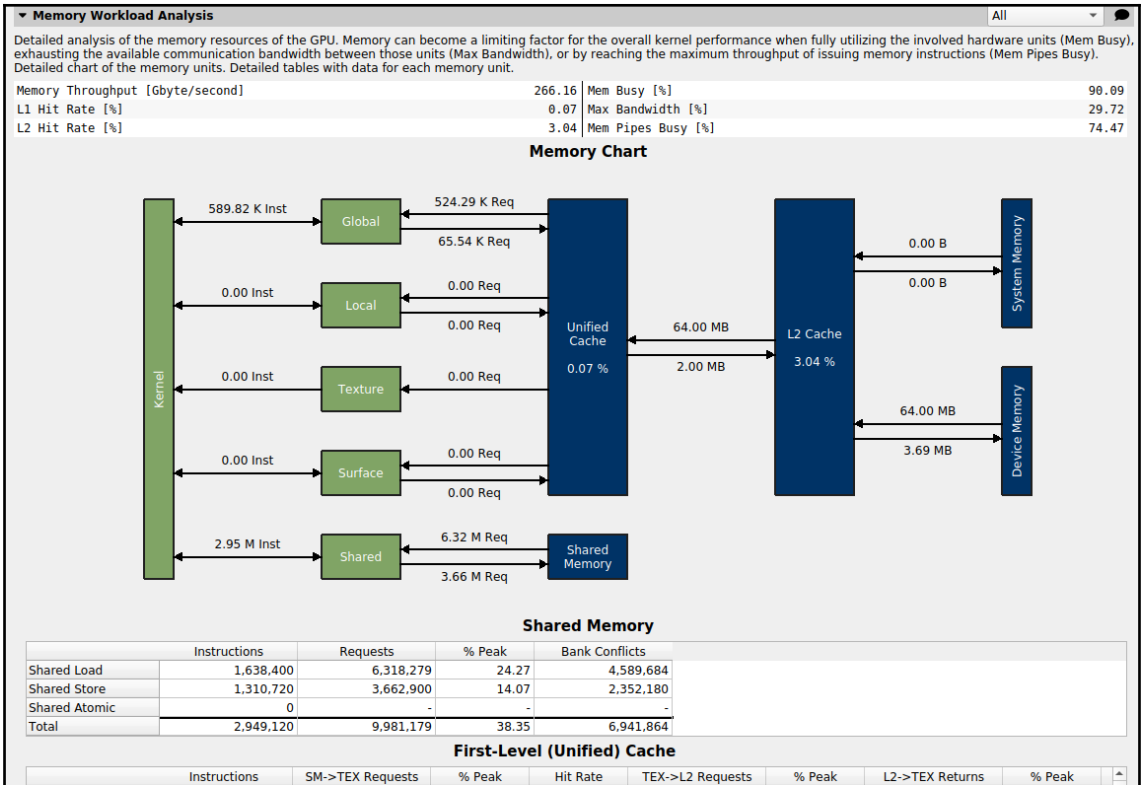 Memory Workload Analysis
All
Detailed analysis of the memory resources of the GPU. Memory can become a limiting factor for the overall kernel performance when fully utilizing the involved hardware units (Mem Busy),
exhausting the available communication bandwidth between those units (Max Bandwidth), or by reaching the maximum throughput of issuing memory instructions (Mem Pipes Busy).
Detailed chart of the memory units. Detailed tables with data for each memory unit.
Memory Throughput [Gbyte/second] 266.16 Mem Busy [%] 90.09
L1 Hit Rate [%] 0.07 Max Bandwidth [%] 29.72
L2 Hit Rate [%] 3.04 Mem Pipes Busy [%] 74.47
Memory Chart
Kernel
589.82 K Inst
Global
524.29 K Req
65.54 K Req
0.00 Inst
Local
0.00 Req
0.00 Req
0.00 Inst
Texture
0.00 Req
0.00 Inst
Surface
0.00 Req
0.00 Req
2.95 M Inst
Shared
6.32 M Req
3.66 M Req
Unified
Cache
0.07 %
Shared
Memory
64.00 MB
2.00 MB
L2 Cache
3.04 %
0.00 B
0.00 B
System Memory
64.00 MB
3.69 MB
Device Memory
Shared Memory
Instructions Requests % Peak Bank Conflicts
Shared Load 1,638,400 6,318,279 24.27 4,589,684
Shared Store 1,310,720 3,662,900 14.07 2,352,180
Shared Atomic 0 - - -
Total 2,949,120 9,981,179 38.35 6,941,864
First-Level (Unified) Cache
Instructions SM->TEX Requests % Peak Hit Rate TEX->L2 Requests % Peak L2->TEX Returns % Peak